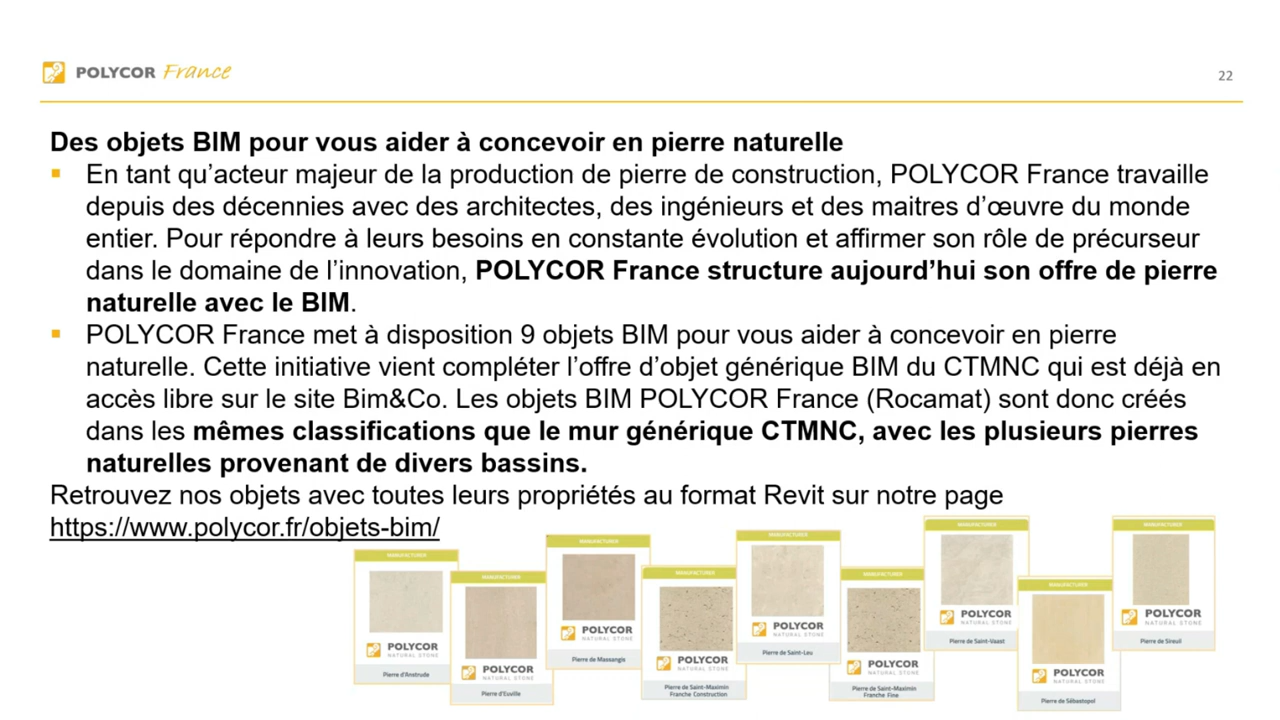 POLYCOR France
22
Des objets BIM pour vous aider à concevoir en pierre naturelle
En tant qu’acteur majeur de la production de pierre de construction, POLYCOR France travaille
depuis des décennies avec des architectes, des ingénieurs et des maitres d’œuvre du monde
entier. Pour répondre à leurs besoins en constante évolution et affirmer son rôle de précurseur
dans le domaine de l’innovation, POLYCOR France structure aujourd’hui son offre de pierre
naturelle avec le BIM.
POLYCOR France met à disposition 9 objets BIM pour vous aider à concevoir en pierre
naturelle. Cette initiative vient compléter l’offre d’objet générique BIM du CTMNC qui est déjà en
accès libre sur le site Bim&Co. Les objets BIM POLYCOR France (Rocamat) sont donc créés
dans les mêmes classifications que le mur générique CTMNC, avec les plusieurs pierres
naturelles provenant de divers bassins.
Retrouvez nos objets avec toutes leurs propriétés au format Revit sur notre page
https://www.polycor.fr/objets-bim/
MANUFACTURER
POLYCOR
NATURAL STONE
Pierre d'Anstrude
MANUFACTURER
POLYCOR
NATURAL STONE
Pierre d'Euville
MANUFACTURER
POLYCOR
NATURAL STONE
Pierre de Massangis
MANUFACTURER
POLYCOR
NATURAL STONE
Pierre de Saint-Maximin
Franche Construction
MANUFACTURER
POLYCOR
NATURAL STONE
Pierre de Saint-Leu
MANUFACTURER
POLYCOR
NATURAL STONE
Pierre de Saint-Maximin
Franche Fine
MANUFACTURER
POLYCOR
NATURAL STONE
Pierre de Saint-Vaast
MANUFACTURER
POLYCOR
NATURAL STONE
Pierre de Sébastopol
MANUFACTURER
POLYCOR
NATURAL STONE
Pierre de Sireuil